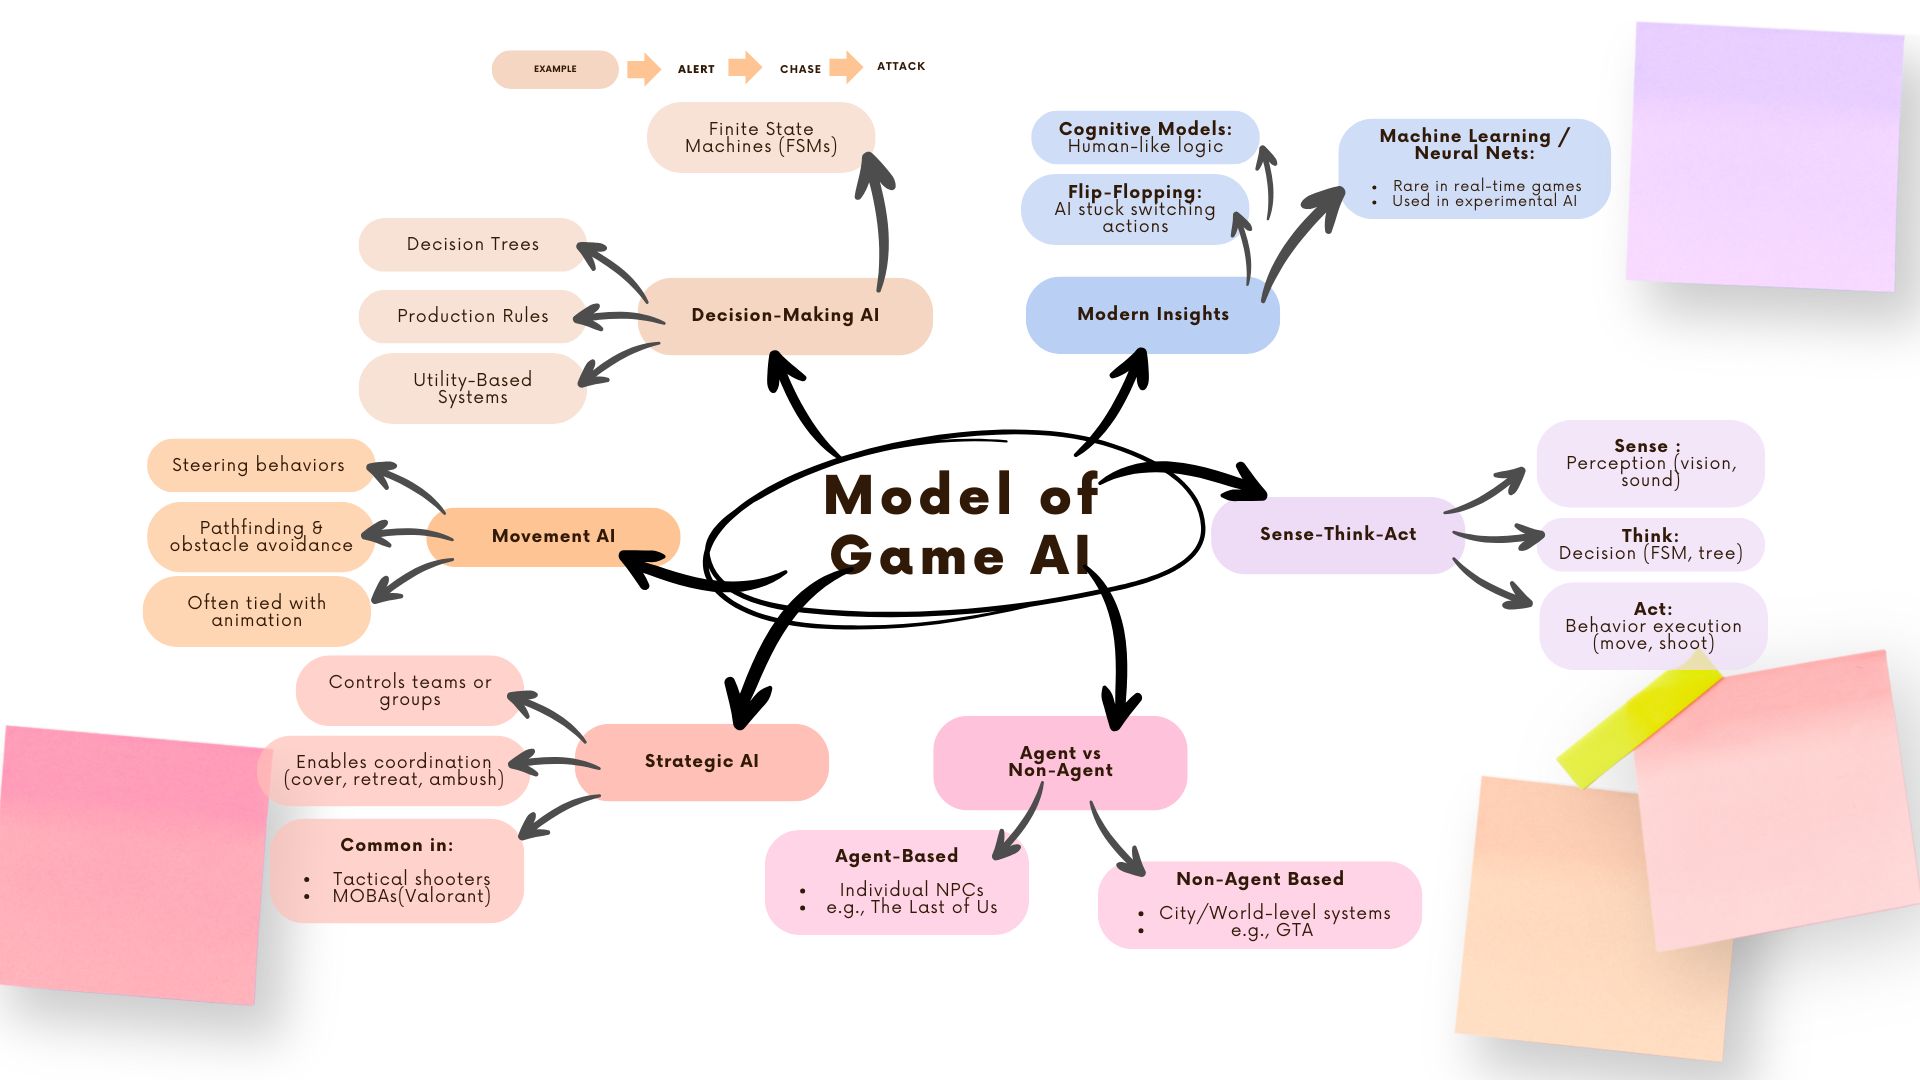 EXAMPLE
ALERT
CHASE
ATTACK
Finite State
Machines (FSMs)
Decision Trees
Production Rules
Utility-Based
Systems
Decision-Making AI
Cognitive Models:
Human-like logic
Flip-Flopping:
AI stuck switching
actions
Machine Learning /
Neural Nets:
• Rare in real-time games
• Used in experimental AI
Modern Insights
Model of
Game AI
Steering behaviors
Pathfinding &
obstacle avoidance
Often tied with
animation
Movement AI
Sense-Think-Act
Sense :
Perception (vision,
sound)
Think:
Decision (FSM, tree)
Act:
Behavior execution
(move, shoot)
Controls teams or
groups
Enables coordination
(cover, retreat, ambush)
Common in:
• Tactical shooters
• MOBAs(Valorant)
Strategic AI
Agent vs
Non-Agent
Agent-Based
• Individual NPCs
• e.g., The Last of Us
Non-Agent Based
• City/World-level systems
• e.g., GTA